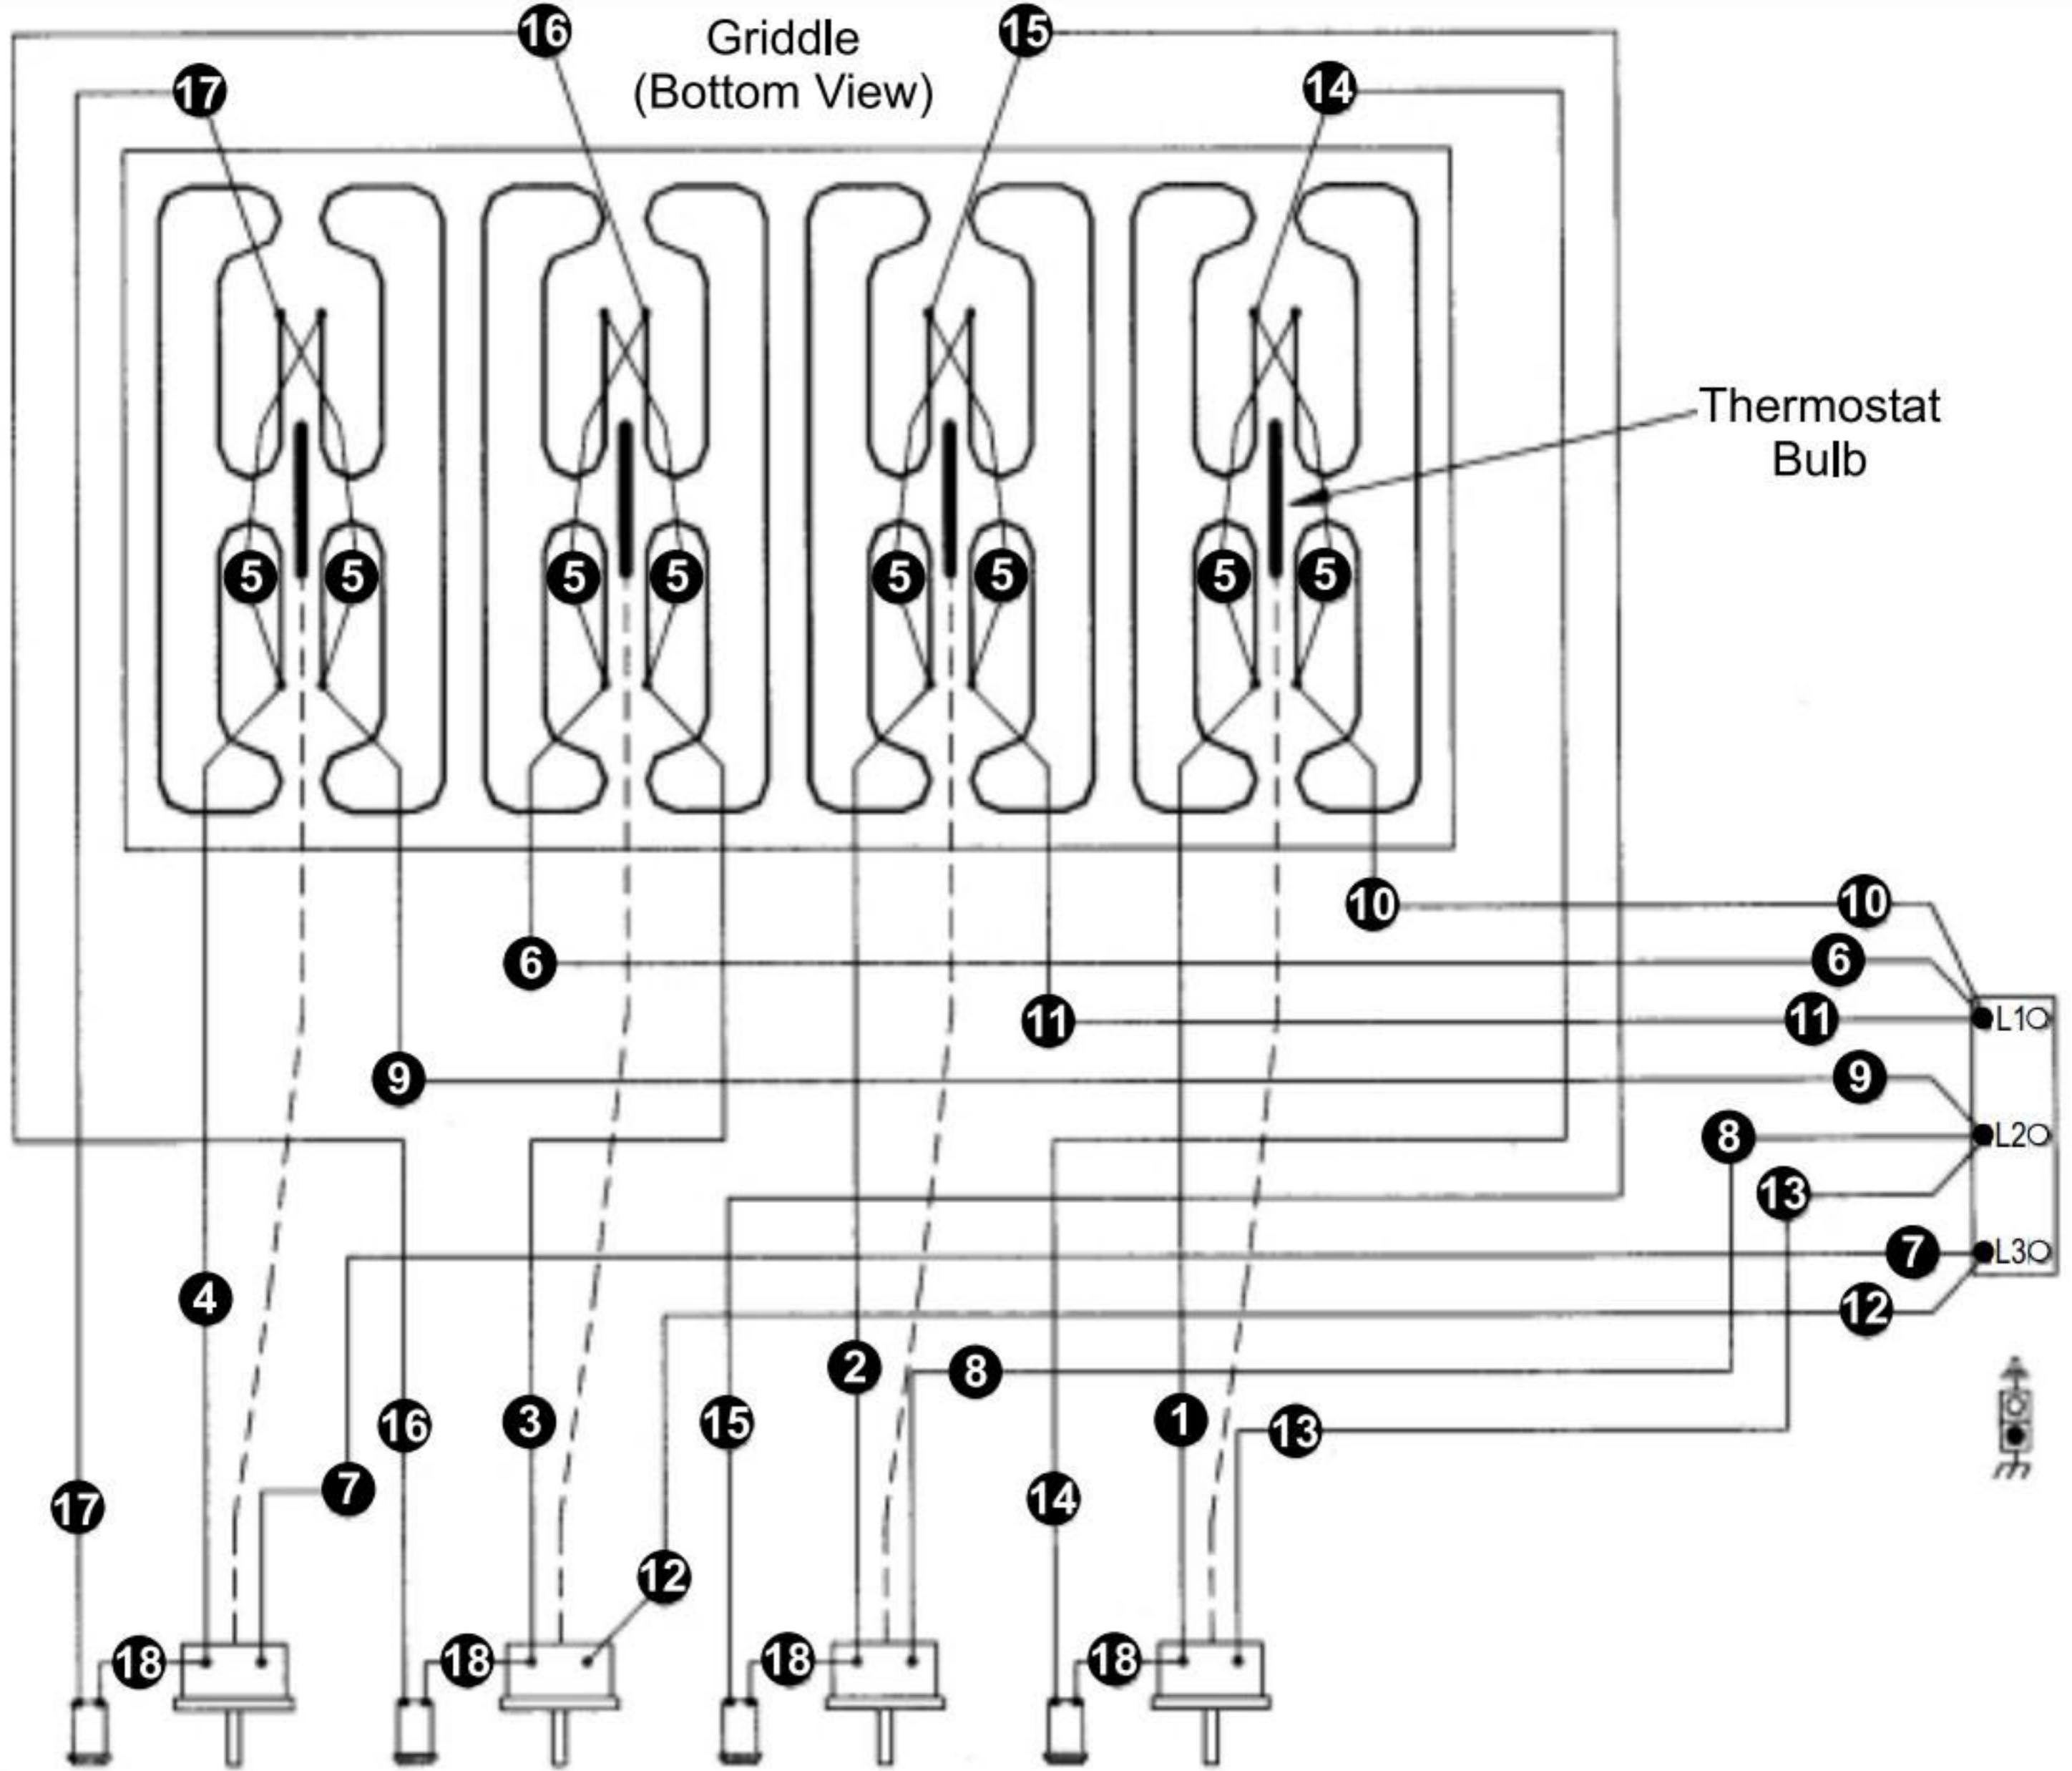 16
Griddle
(Bottom View)
15
17
14
Thermostat
Bulb
5 5 5 5 5 5 5 5
10 10
6 6
11 11 L1
9 9
8 L2
13
7 L3
4
12
2 8
16 3 15 1 13
7
17 14
12
18 18 18 18